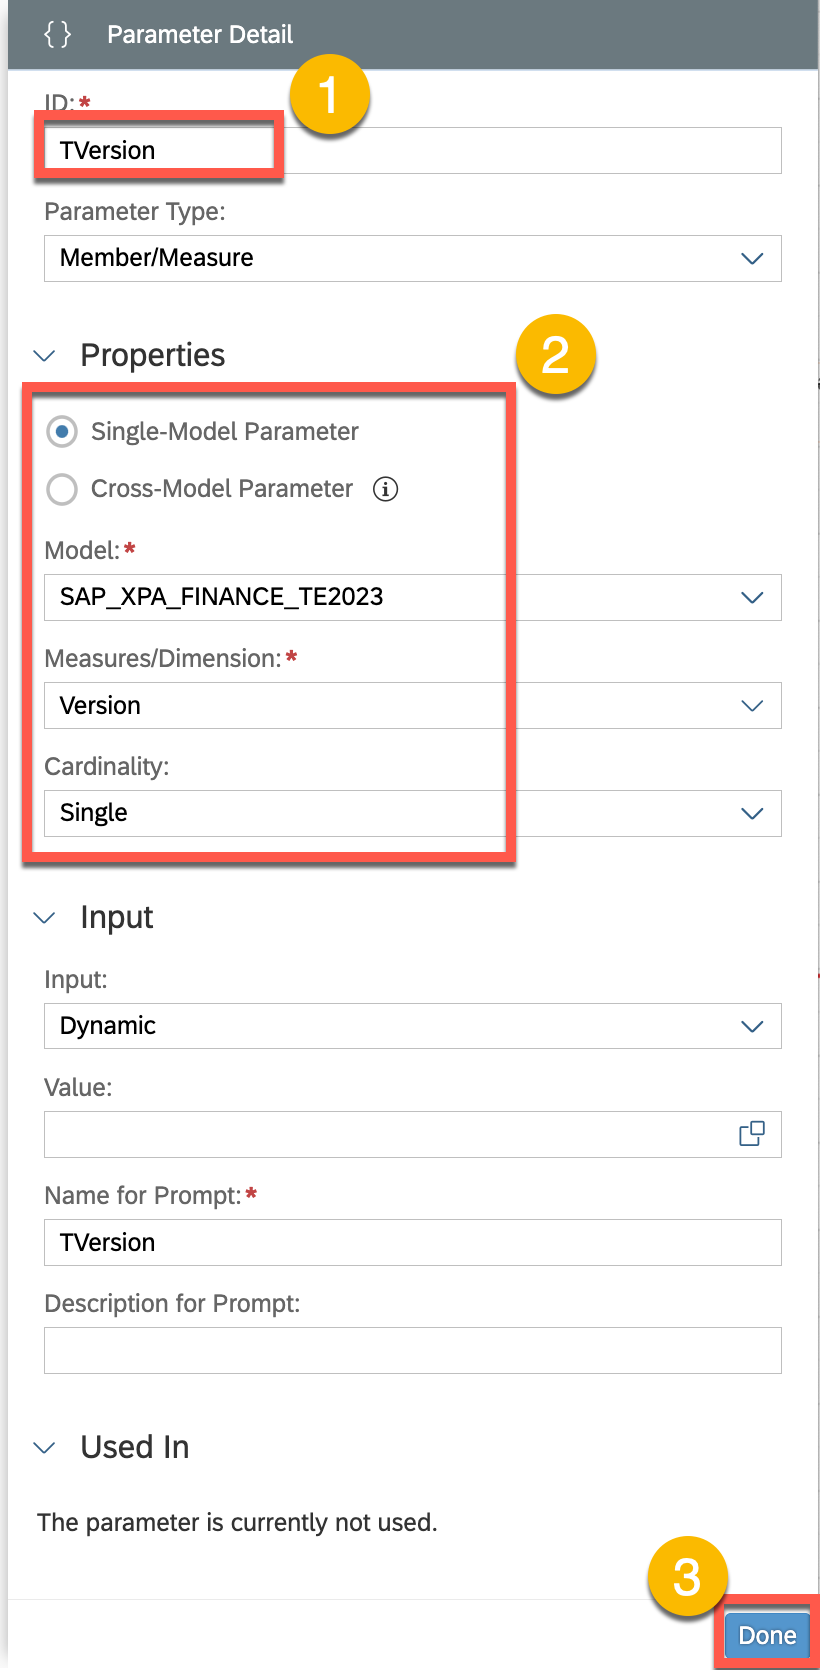 { } Parameter Detail
1
ID:*
TVersion
Parameter Type:
Member/Measure
Properties
2
Single-Model Parameter
Cross-Model Parameter
Model:*
SAP_XPA_FINANCE_TE2023
Measures/Dimension:*
Version
Cardinality:
Single
Input
Input:
Dynamic
Value:
Name for Prompt:*
TVersion
Description for Prompt:
Used In
The parameter is currently not used.
3
Done